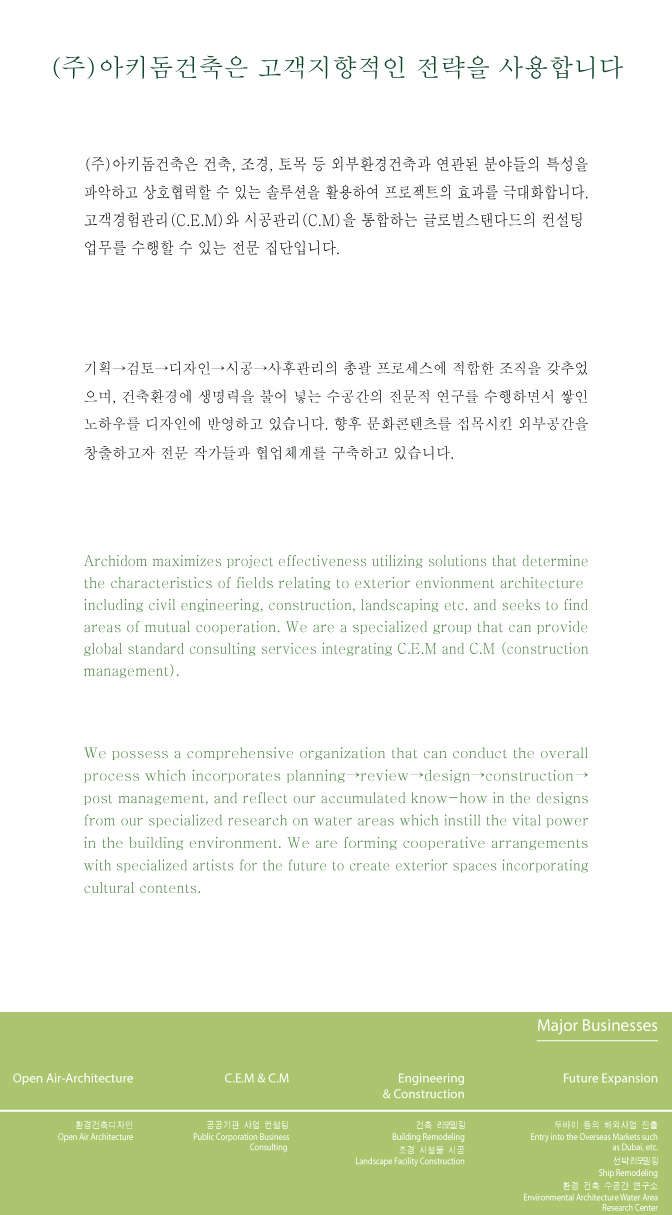 (주)아키돔건축은 고객지향적인 전략을 사용합니다
(주)아키돔건축은 건축, 조경, 토목 등 외부환경건축과 연관된 분야들의 특성을
파악하고 상호협력할 수 있는 솔루션을 활용하여 프로젝트의 효과를 극대화합니다.
고객경험관리(C.E.M)와 시공관리(C.M)을 통합하는 글로벌스탠다드의 컨설팅
업무를 수행할 수 있는 전문 집단입니다.
기획→검토→디자인→시공→사후관리의 총괄 프로세스에 적합한 조직을 갖추었
으며, 건축환경에 생명력을 불어 넣는 수공간의 전문적 연구를 수행하면서 쌓인
노하우를 디자인에 반영하고 있습니다. 향후 문화콘텐츠를 접목시킨 외부공간을
창출하고자 전문 작가들과 협업체계를 구축하고 있습니다.
Archidom maximizes project effectiveness utilizing solutions that determine
the characteristics of fields relating to exterior envionment architecture
including civil engineering, construction, landscaping etc. and seeks to find
areas of mutual cooperation. We are a specialized group that can provide
global standard consulting services integrating C.E.M and C.M (construction
management).
We possess a comprehensive organization that can conduct the overall
process which incorporates planning→review→design→construction→
post management, and reflect our accumulated know-how in the designs
from our specialized research on water areas which instill the vital power
in the building environment. We are forming cooperative arrangements
with specialized artists for the future to create exterior spaces incorporating
cultural contents.
Major Businesses
Open Air-Architecture
환경건축디자인
Open Air Architecture
C.E.M & C.M
공공기관 사업 컨설팅
Public Corporation Business
Consulting
Engineering
& Construction
건축 리모델링
Building Remodeling
조경 시설물 시공
Landscape Facility Construction
Future Expansion
두바이 등의 해외사업 진출
Entry into the Overseas Markets such
as Dubai, etc.
선박리모델링
Ship Remodeling
환경 건축 수공간 연구소
Environmental Architecture Water Area
Research Center